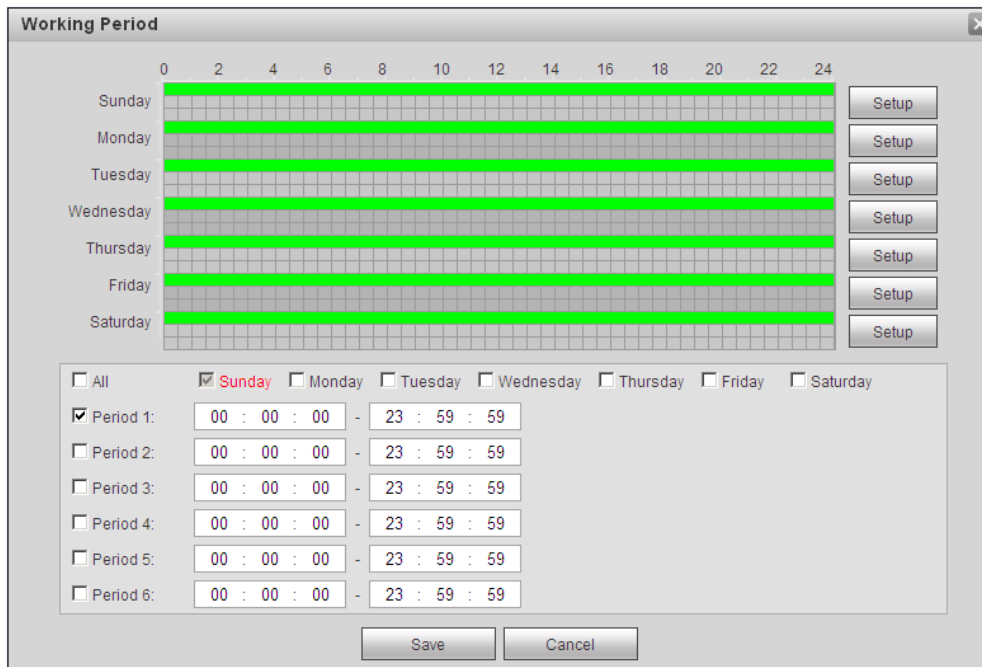 Working Period
0 2 4 6 8 10 12 14 16 18 20 22 24
Sunday Setup
Monday Setup
Tuesday Setup
Wednesday Setup
Thursday Setup
Friday Setup
Saturday Setup
All Sunday Monday Tuesday Wednesday Thursday Friday Saturday
Period 1: 00 : 00 : 00 - 23 : 59 : 59
Period 2: 00 : 00 : 00 - 23 : 59 : 59
Period 3: 00 : 00 : 00 - 23 : 59 : 59
Period 4: 00 : 00 : 00 - 23 : 59 : 59
Period 5: 00 : 00 : 00 - 23 : 59 : 59
Period 6: 00 : 00 : 00 - 23 : 59 : 59
Save Cancel